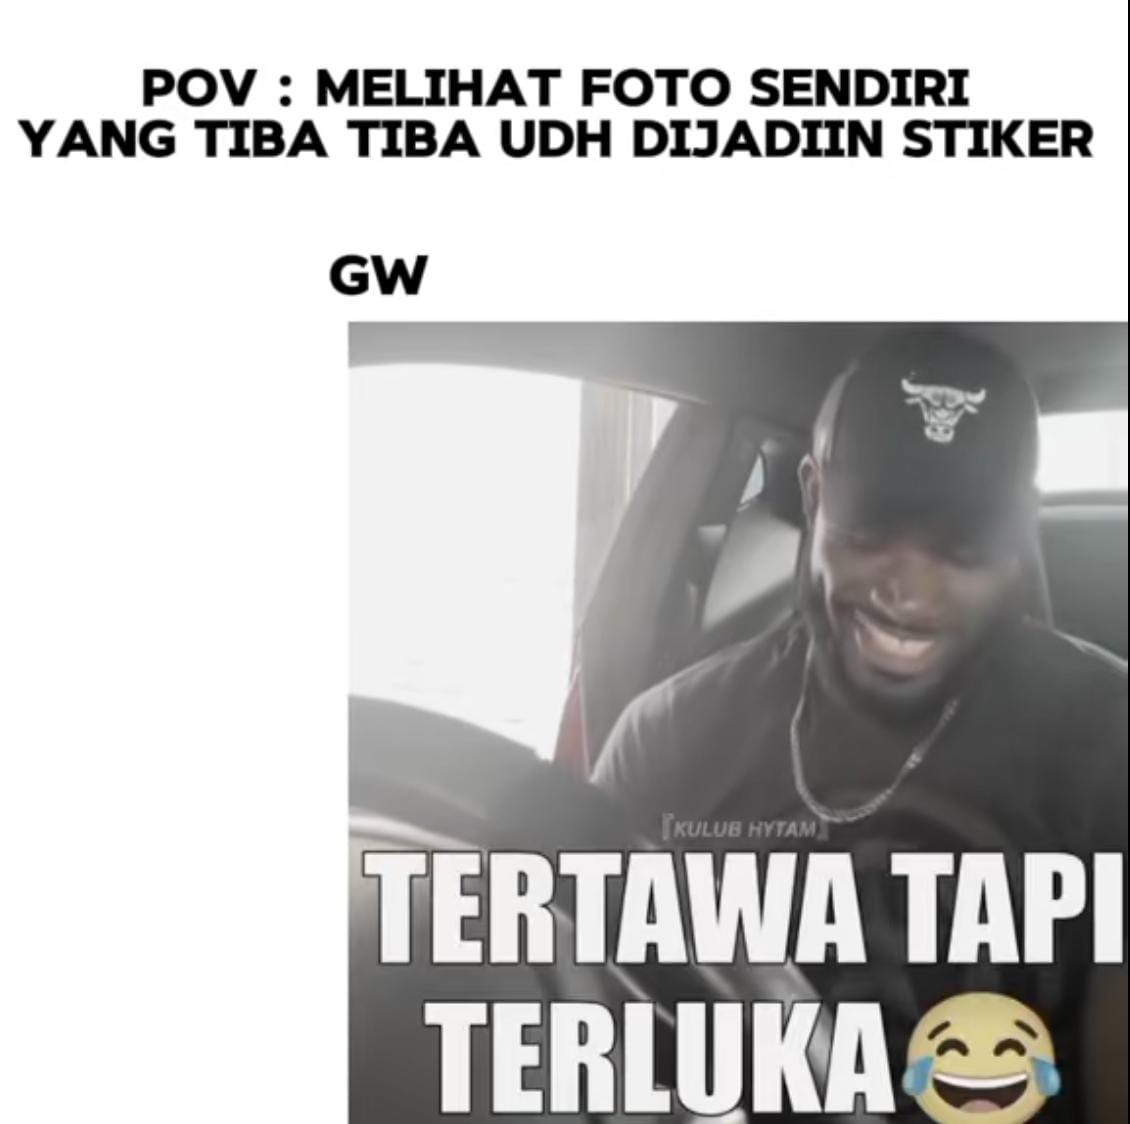 POV : MELIHAT FOTO SENDIRI
YANG TIBA TIBA UDH DIJADIIN STIKER
GW
『KULUB HYTAM』
TERTAWA TAPI
TERLUKA😂